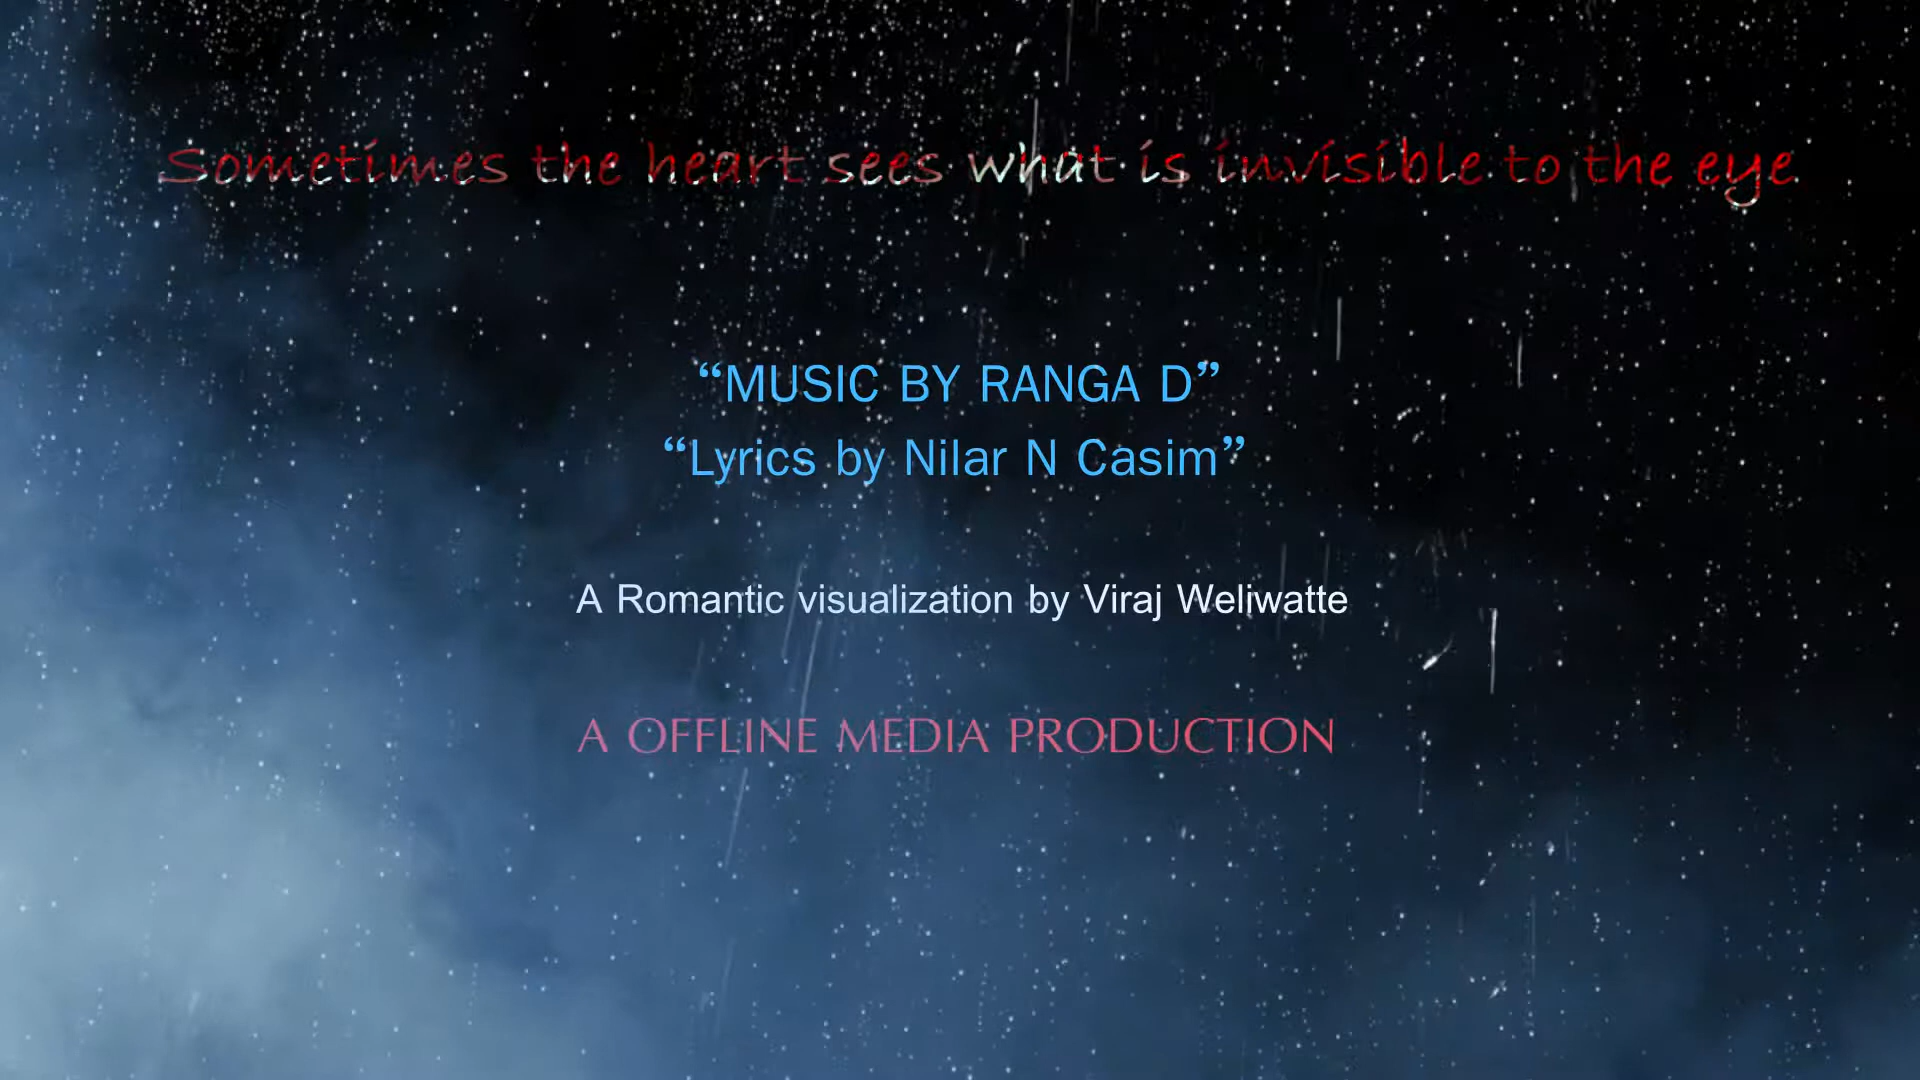 Sometimes the heart sees what is invisible to the eye
“MUSIC BY RANGA D”
“Lyrics by Nilar N Casim”
A Romantic visualization by Viraj Weliwatte
A OFFLINE MEDIA PRODUCTION